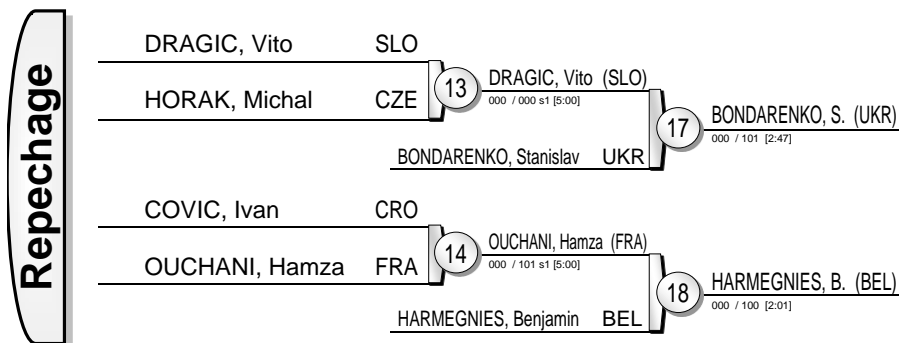 Repechage
DRAGIC, Vito SLO
HORAK, Michal CZE
13
DRAGIC, Vito (SLO)
000 / 000 s1 [5:00]
BONDARENKO, Stanislav UKR
17
BONDARENKO, S. (UKR)
000 / 101 [2:47]
COVIC, Ivan CRO
OUCHANI, Hamza FRA
14
OUCHANI, Hamza (FRA)
000 / 101 s1 [5:00]
HARMEGNIES, Benjamin BEL
18
HARMEGNIES, B. (BEL)
000 / 100 [2:01]